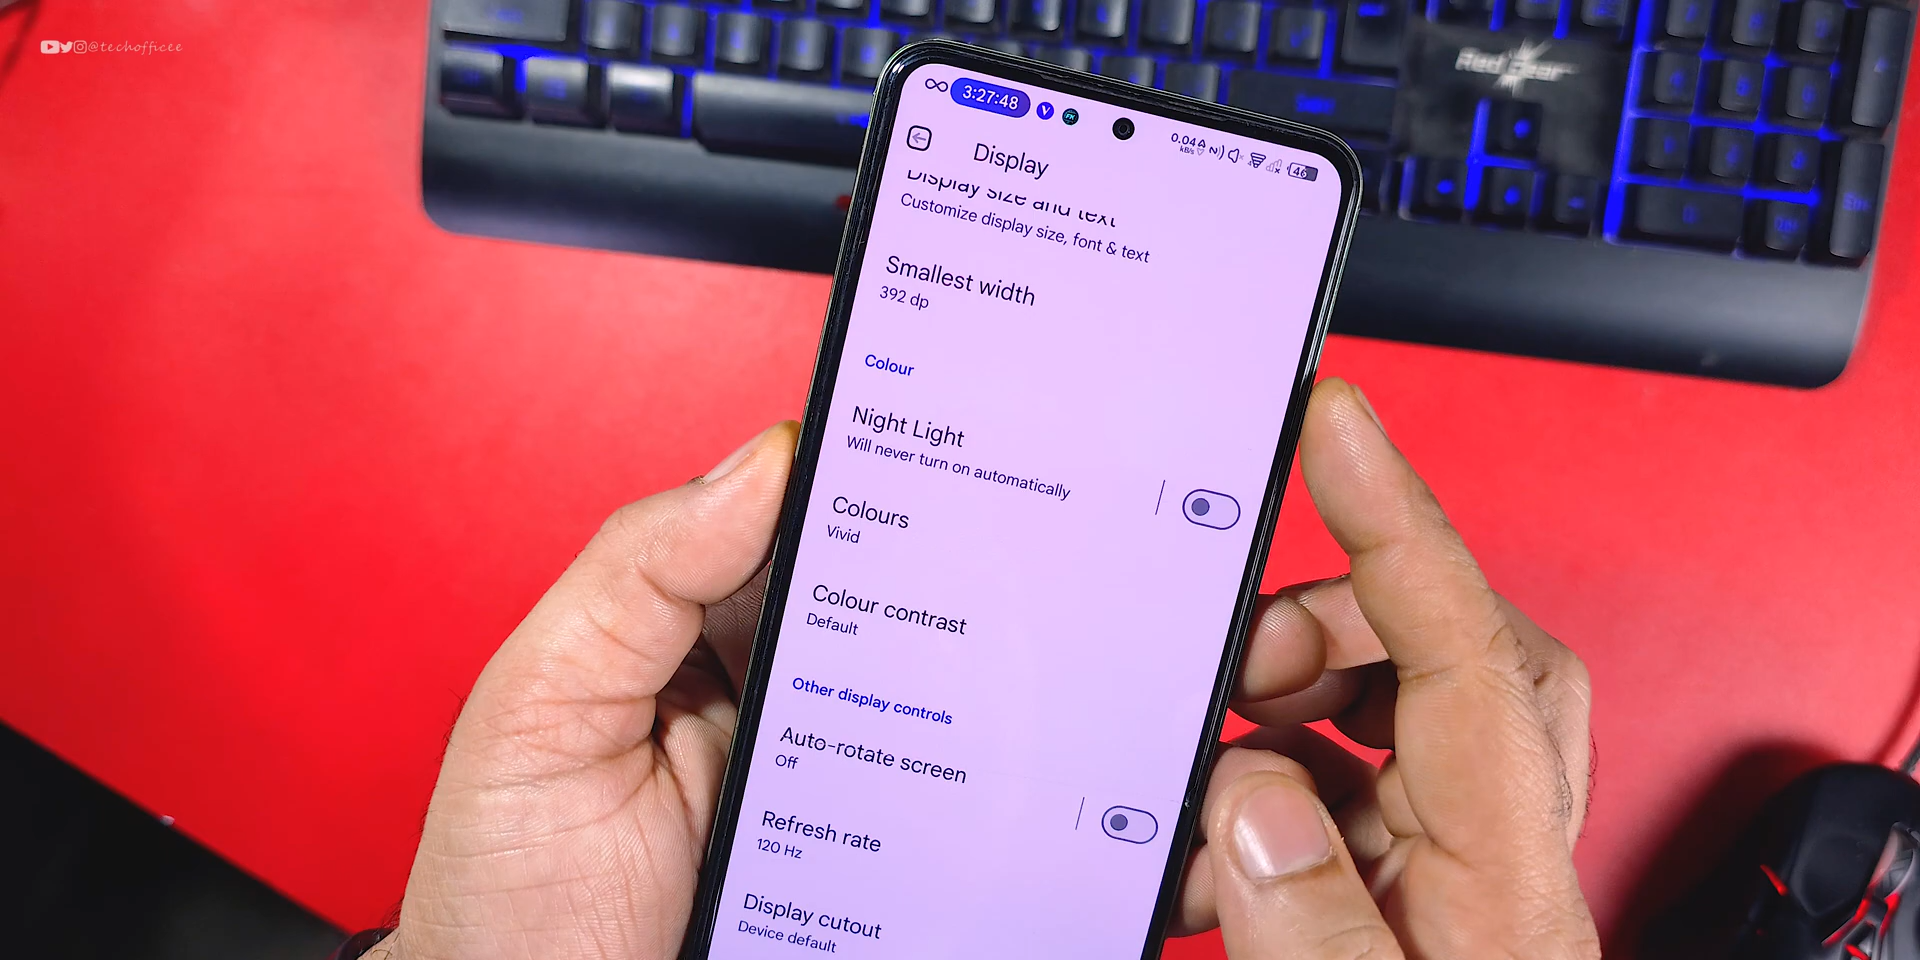 @techofficee
Red Gear
3:27:48
V
FX
0.04
kB/s
46
Display
Display size and text
Customize display size, font & text
Smallest width
392 dp
Colour
Night Light
Will never turn on automatically
Colours
Vivid
Colour contrast
Default
Other display controls
Auto-rotate screen
Off
Refresh rate
120 Hz
Display cutout
Device default